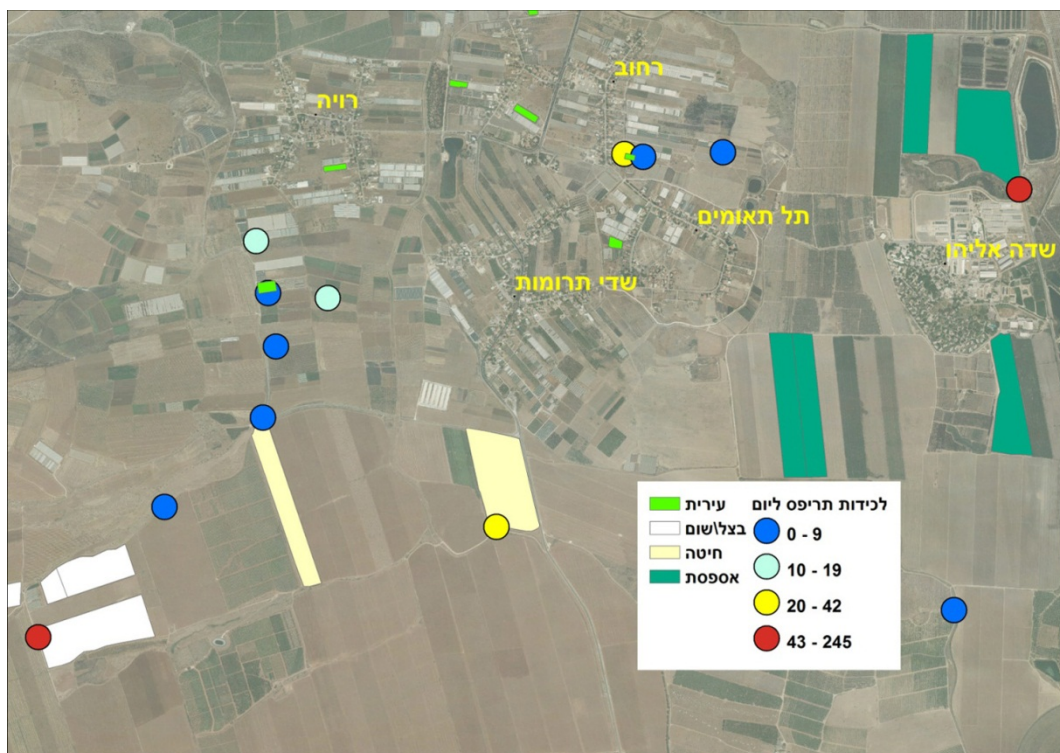 רחוב
רויה
תל תאומים
שדה אליהו
שדי תרומות
לכידות תריפס ליום
0 - 9
10 - 19
20 - 42
43 - 245
עירית
בצל\שום
חיטה
אספסת